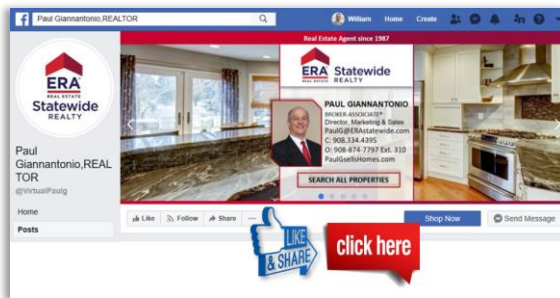 Paul Giannantonio,REALTOR
William Home Create
Real Estate Agent since 1987
ERA
REAL ESTATE
Statewide
REALTY
ERA Statewide
REAL ESTATE REALTY
PAUL GIANNANTONIO
BROKER-ASSOCIATE®
Director, Marketing & Sales
PaulG@ERAstatewide.com
C: 908.334.4395
O: 908-874-7797 Ext. 310
PaulGsellsHomes.com
SEARCH ALL PROPERTIES
Paul
Giannantonio,REAL
TOR
@VirtualPaulg
Home
Posts
Like Follow Share ...
Shop Now
Send Message
LIKE
& SHARE
click here